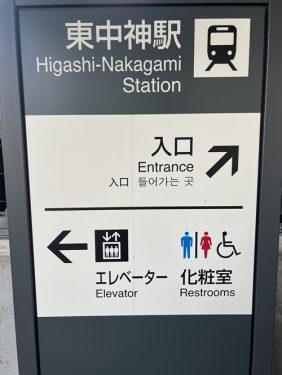 東中神駅
Higashi-Nakagami
Station
入口
Entrance
入口 들어가는 곳
エレベーター 化粧室
Elevator Restrooms